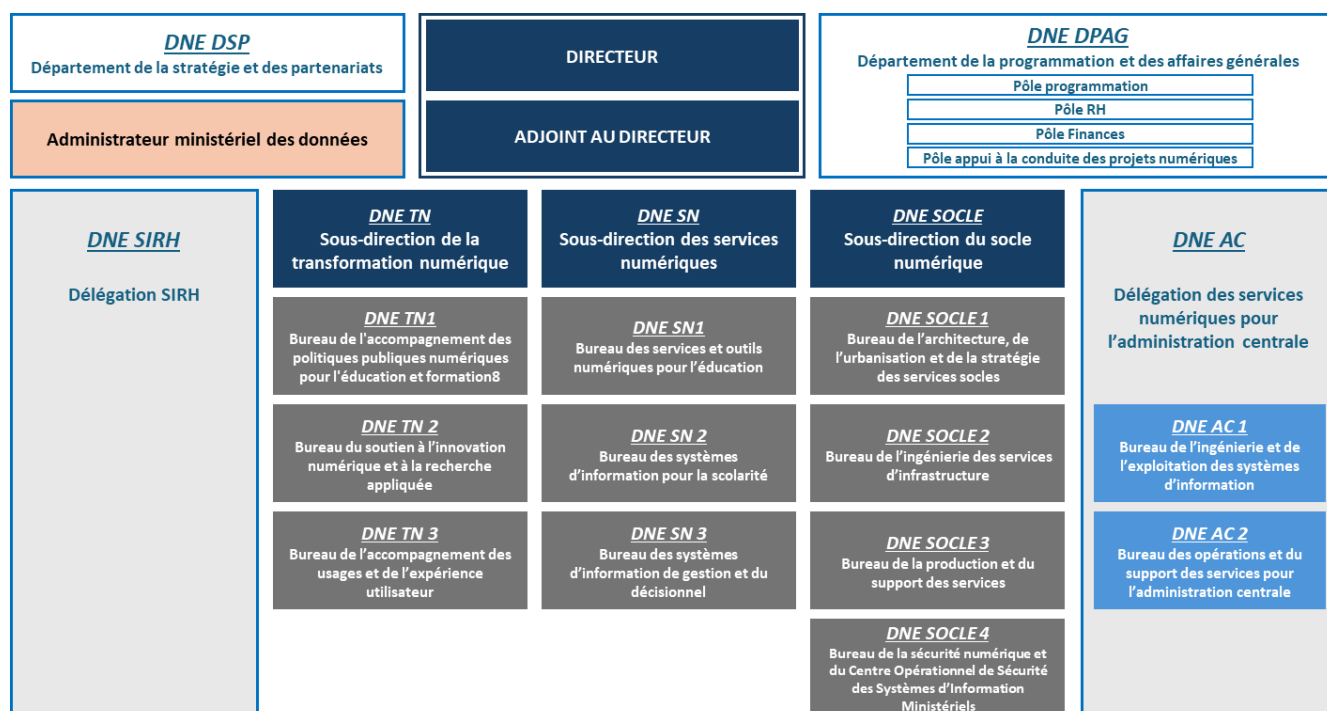 DNE DSP
Département de la stratégie et des partenariats
Administrateur ministériel des données
DIRECTEUR
ADJOINT AU DIRECTEUR
DNE DPAG
Département de la programmation et des affaires générales
Pôle programmation
Pôle RH
Pôle Finances
Pôle appui à la conduite des projets numériques
DNE SIRH
Délégation SIRH
DNE TN
Sous-direction de la
transformation numérique
DNE TN1
Bureau de l'accompagnement des
politiques publiques numériques
pour l'éducation et formation8
DNE TN 2
Bureau du soutien à l’innovation
numérique et à la recherche
appliquée
DNE TN 3
Bureau de l’accompagnement des
usages et de l’expérience
utilisateur
DNE SN
Sous-direction des services
numériques
DNE SN1
Bureau des services et outils
numériques pour l’éducation
DNE SN 2
Bureau des systèmes
d’information pour la scolarité
DNE SN 3
Bureau des systèmes
d’information de gestion et du
décisionnel
DNE SOCLE
Sous-direction du socle
numérique
DNE SOCLE 1
Bureau de l’architecture, de
l’urbanisation et de la stratégie
des services socles
DNE SOCLE 2
Bureau de l’ingénierie des services
d’infrastructure
DNE SOCLE 3
Bureau de la production et du
support des services
DNE SOCLE 4
Bureau de la sécurité numérique et
du Centre Opérationnel de Sécurité
des Systèmes d’Information
Ministériels
DNE AC
Délégation des services
numériques pour
l’administration centrale
DNE AC 1
Bureau de l’ingénierie et de
l’exploitation des systèmes
d’information
DNE AC 2
Bureau des opérations et du
support des services pour
l’administration centrale